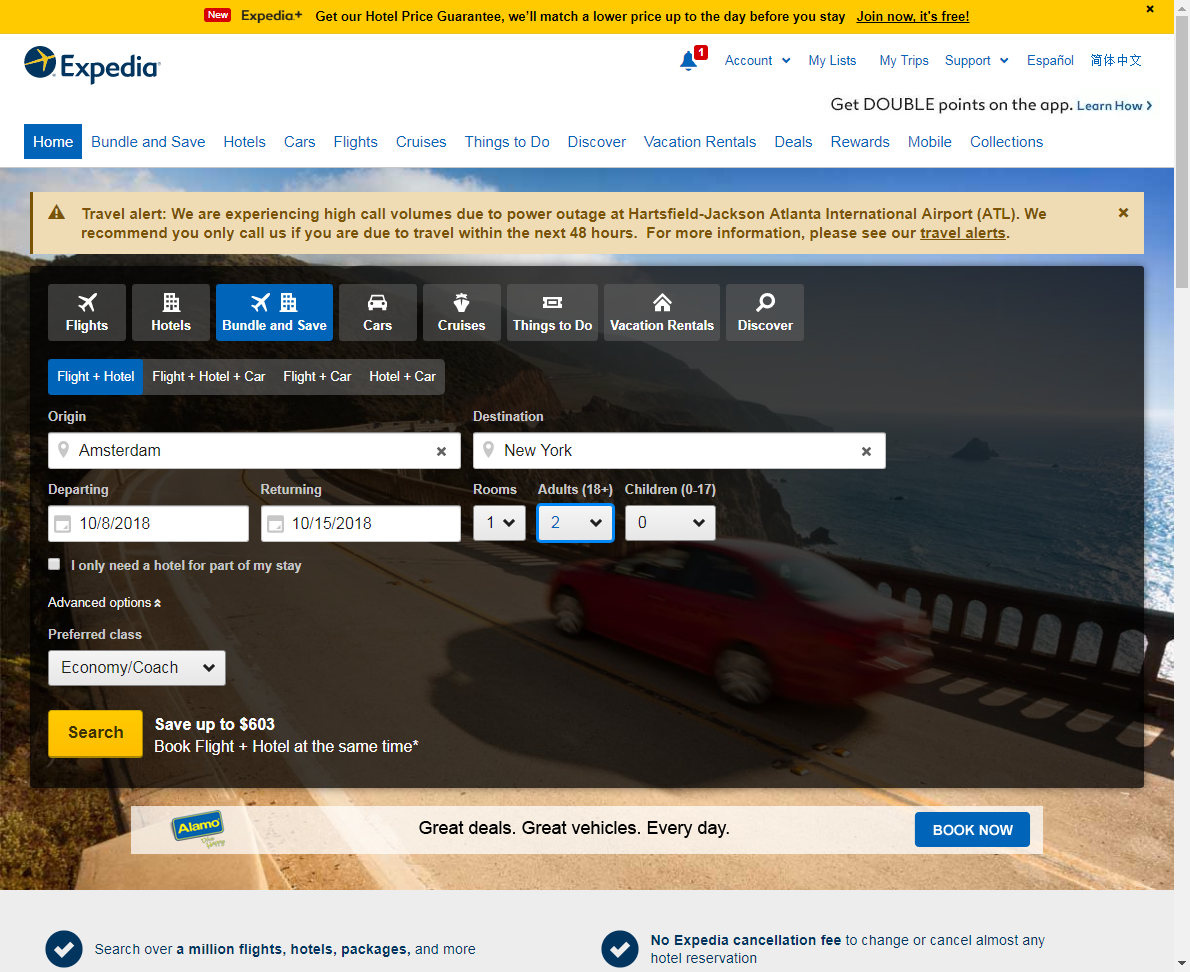 New Expedia+ Get our Hotel Price Guarantee, we'll match a lower price up to the day before you stay Join now, it's free!
Expedia
1 Account My Lists My Trips Support Español 简体中文
Get DOUBLE points on the app. Learn How
Home Bundle and Save Hotels Cars Flights Cruises Things to Do Discover Vacation Rentals Deals Rewards Mobile Collections
Travel alert: We are experiencing high call volumes due to power outage at Hartsfield-Jackson Atlanta International Airport (ATL). We
recommend you only call us if you are due to travel within the next 48 hours. For more information, please see our travel alerts.
Flights Hotels Bundle and Save Cars Cruises Things to Do Vacation Rentals Discover
Flight + Hotel Flight + Hotel + Car Flight + Car Hotel + Car
Origin Destination
Amsterdam New York
Departing Returning Rooms Adults (18+) Children (0-17)
10/8/2018 10/15/2018 1 2 0
I only need a hotel for part of my stay
Advanced options
Preferred class
Economy/Coach
Search Save up to $603
Book Flight + Hotel at the same time*
Alamo Great deals. Great vehicles. Every day. BOOK NOW
Search over a million flights, hotels, packages, and more
No Expedia cancellation fee to change or cancel almost any
hotel reservation